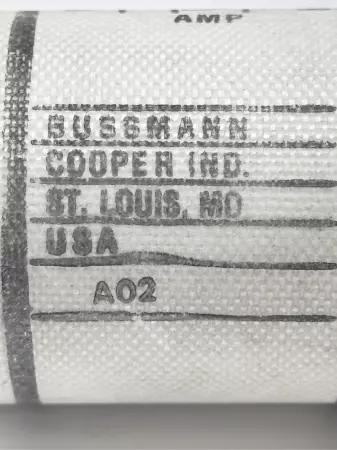 AMP
BUSSMANN
COOPER IND.
ST. LOUIS, MO
USA
A02